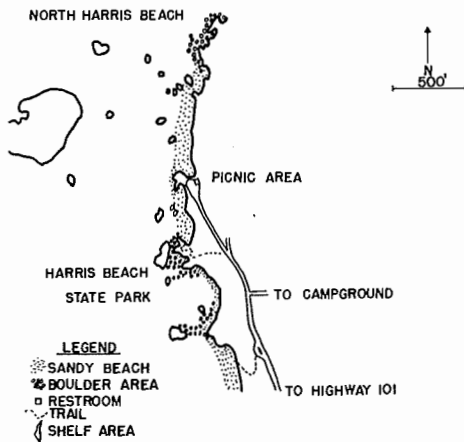 NORTH HARRIS BEACH
N
500'
PICNIC AREA
HARRIS BEACH
STATE PARK
TO CAMPGROUND
LEGEND
SANDY BEACH
BOULDER AREA
RESTROOM
TRAIL
SHELF AREA
TO HIGHWAY 101